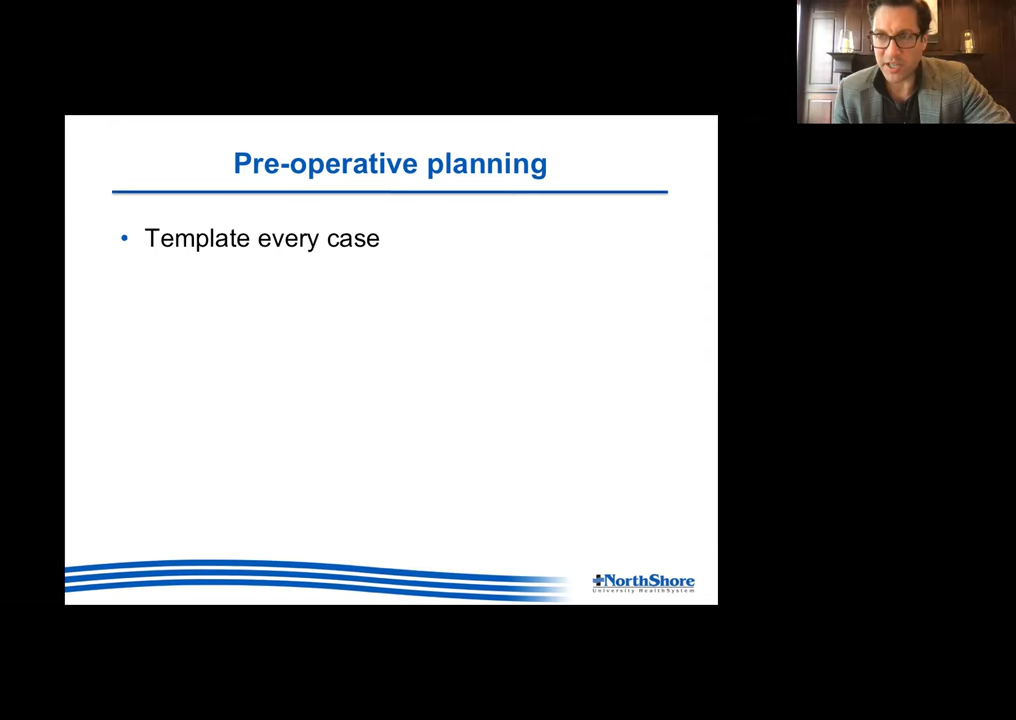 Pre-operative planning
• Template every case
NorthShore
University HealthSystem